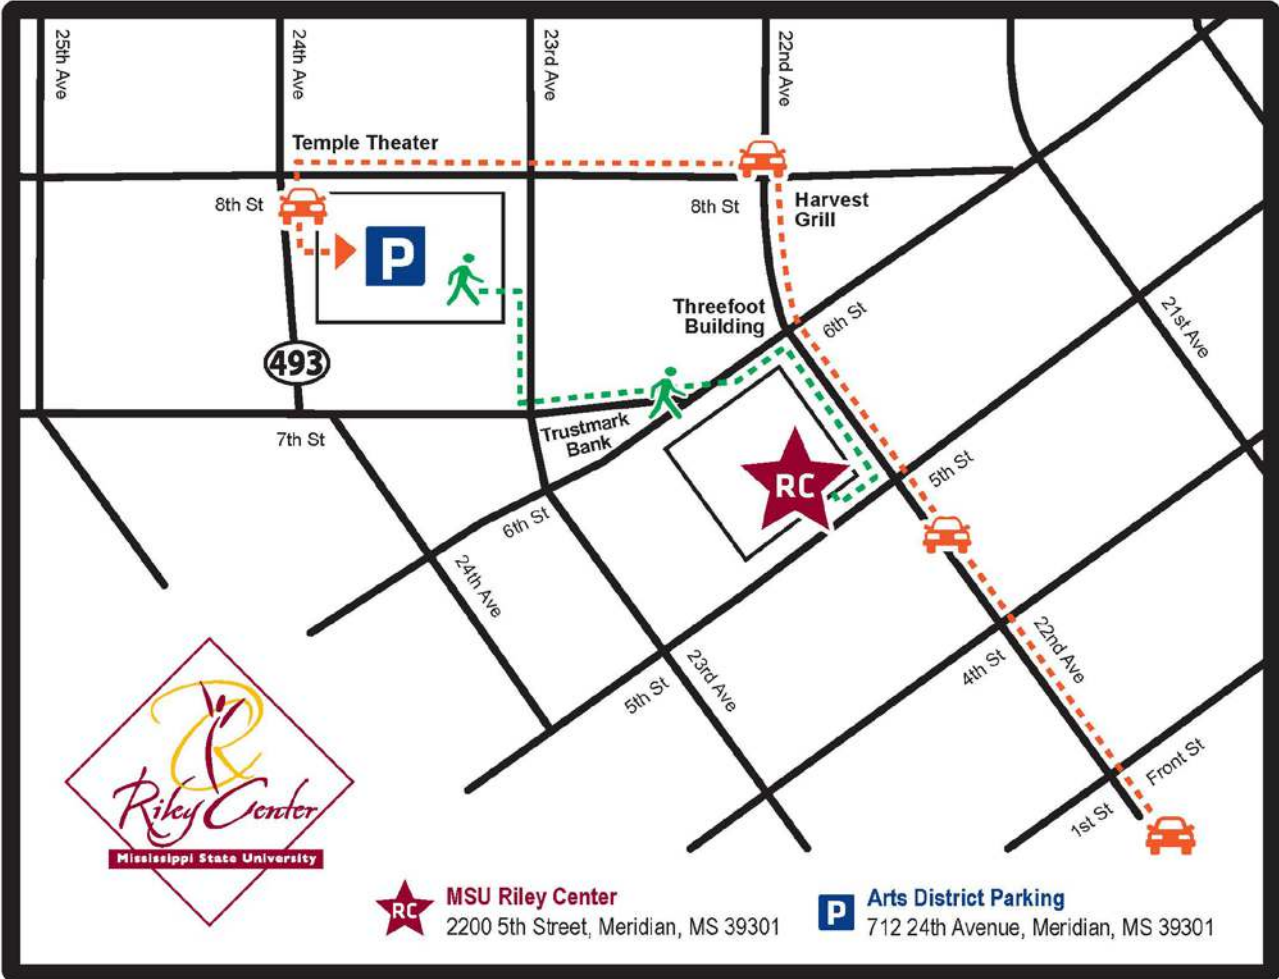 25th Ave
24th Ave
23rd Ave
22nd Ave
Temple Theater
8th St
P
8th St
Harvest
Grill
Threefoot
Building
6th St
21st Ave
493
7th St
Trustmark
Bank
RC
5th St
6th St
24th Ave
22nd Ave
4th St
23rd Ave
5th St
Front St
1st St
Riley Center
Mississippi State University
RC
MSU Riley Center
2200 5th Street, Meridian, MS 39301
P
Arts District Parking
712 24th Avenue, Meridian, MS 39301